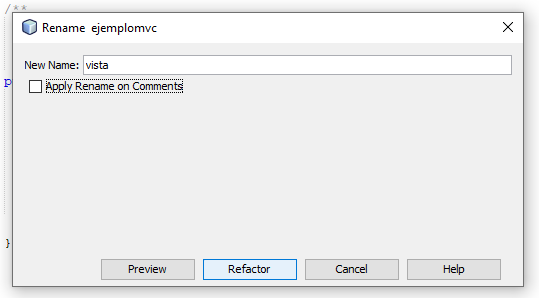 /**
Rename ejemplomvc
New Name: vista
p
Apply Rename on Comments
}
Preview Refactor Cancel Help